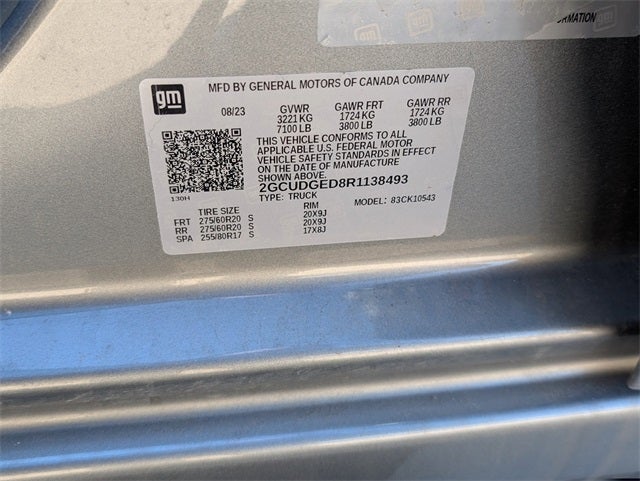 RMATION
gm
MFD BY GENERAL MOTORS OF CANADA COMPANY
08/23 GVWR GAWR FRT GAWR RR
3221 KG 1724 KG 1724 KG
7100 LB 3800 LB 3800 LB
THIS VEHICLE CONFORMS TO ALL
APPLICABLE U.S. FEDERAL MOTOR
VEHICLE SAFETY STANDARDS IN EFFECT
ON THE DATE OF MANUFACTURE
SHOWN ABOVE.
130H 2GCUDGED8R1138493
TYPE: TRUCK MODEL: 83CK10543
TIRE SIZE RIM
FRT 275/60R20 S 20X9J
RR 275/60R20 S 20X9J
SPA 255/80R17 S 17X8J